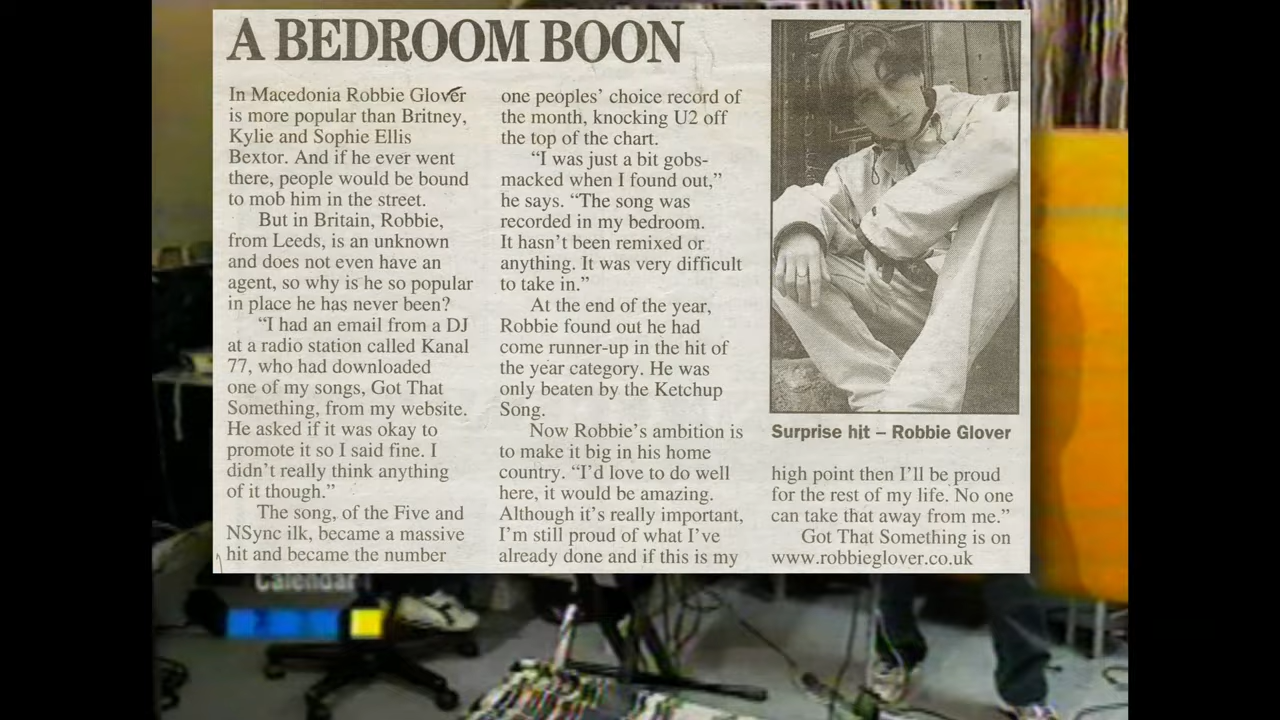 A BEDROOM BOON
In Macedonia Robbie Glover
is more popular than Britney,
Kylie and Sophie Ellis
Bextor. And if he ever went
there, people would be bound
to mob him in the street.
But in Britain, Robbie,
from Leeds, is an unknown
and does not even have an
agent, so why is he so popular
in place he has never been?
“I had an email from a DJ
at a radio station called Kanal
77, who had downloaded
one of my songs, Got That
Something, from my website.
He asked if it was okay to
promote it so I said fine. I
didn’t really think anything
of it though.”
The song, of the Five and
NSync ilk, became a massive
hit and became the number
one peoples’ choice record of
the month, knocking U2 off
the top of the chart.
“I was just a bit gobs-
macked when I found out,”
he says. “The song was
recorded in my bedroom.
It hasn’t been remixed or
anything. It was very difficult
to take in.”
At the end of the year,
Robbie found out he had
come runner-up in the hit of
the year category. He was
only beaten by the Ketchup
Song.
Now Robbie’s ambition is
to make it big in his home
country. “I’d love to do well
here, it would be amazing.
Although it’s really important,
I’m still proud of what I’ve
already done and if this is my
Surprise hit – Robbie Glover
high point then I’ll be proud
for the rest of my life. No one
can take that away from me.”
Got That Something is on
www.robbieglover.co.uk
Calendar